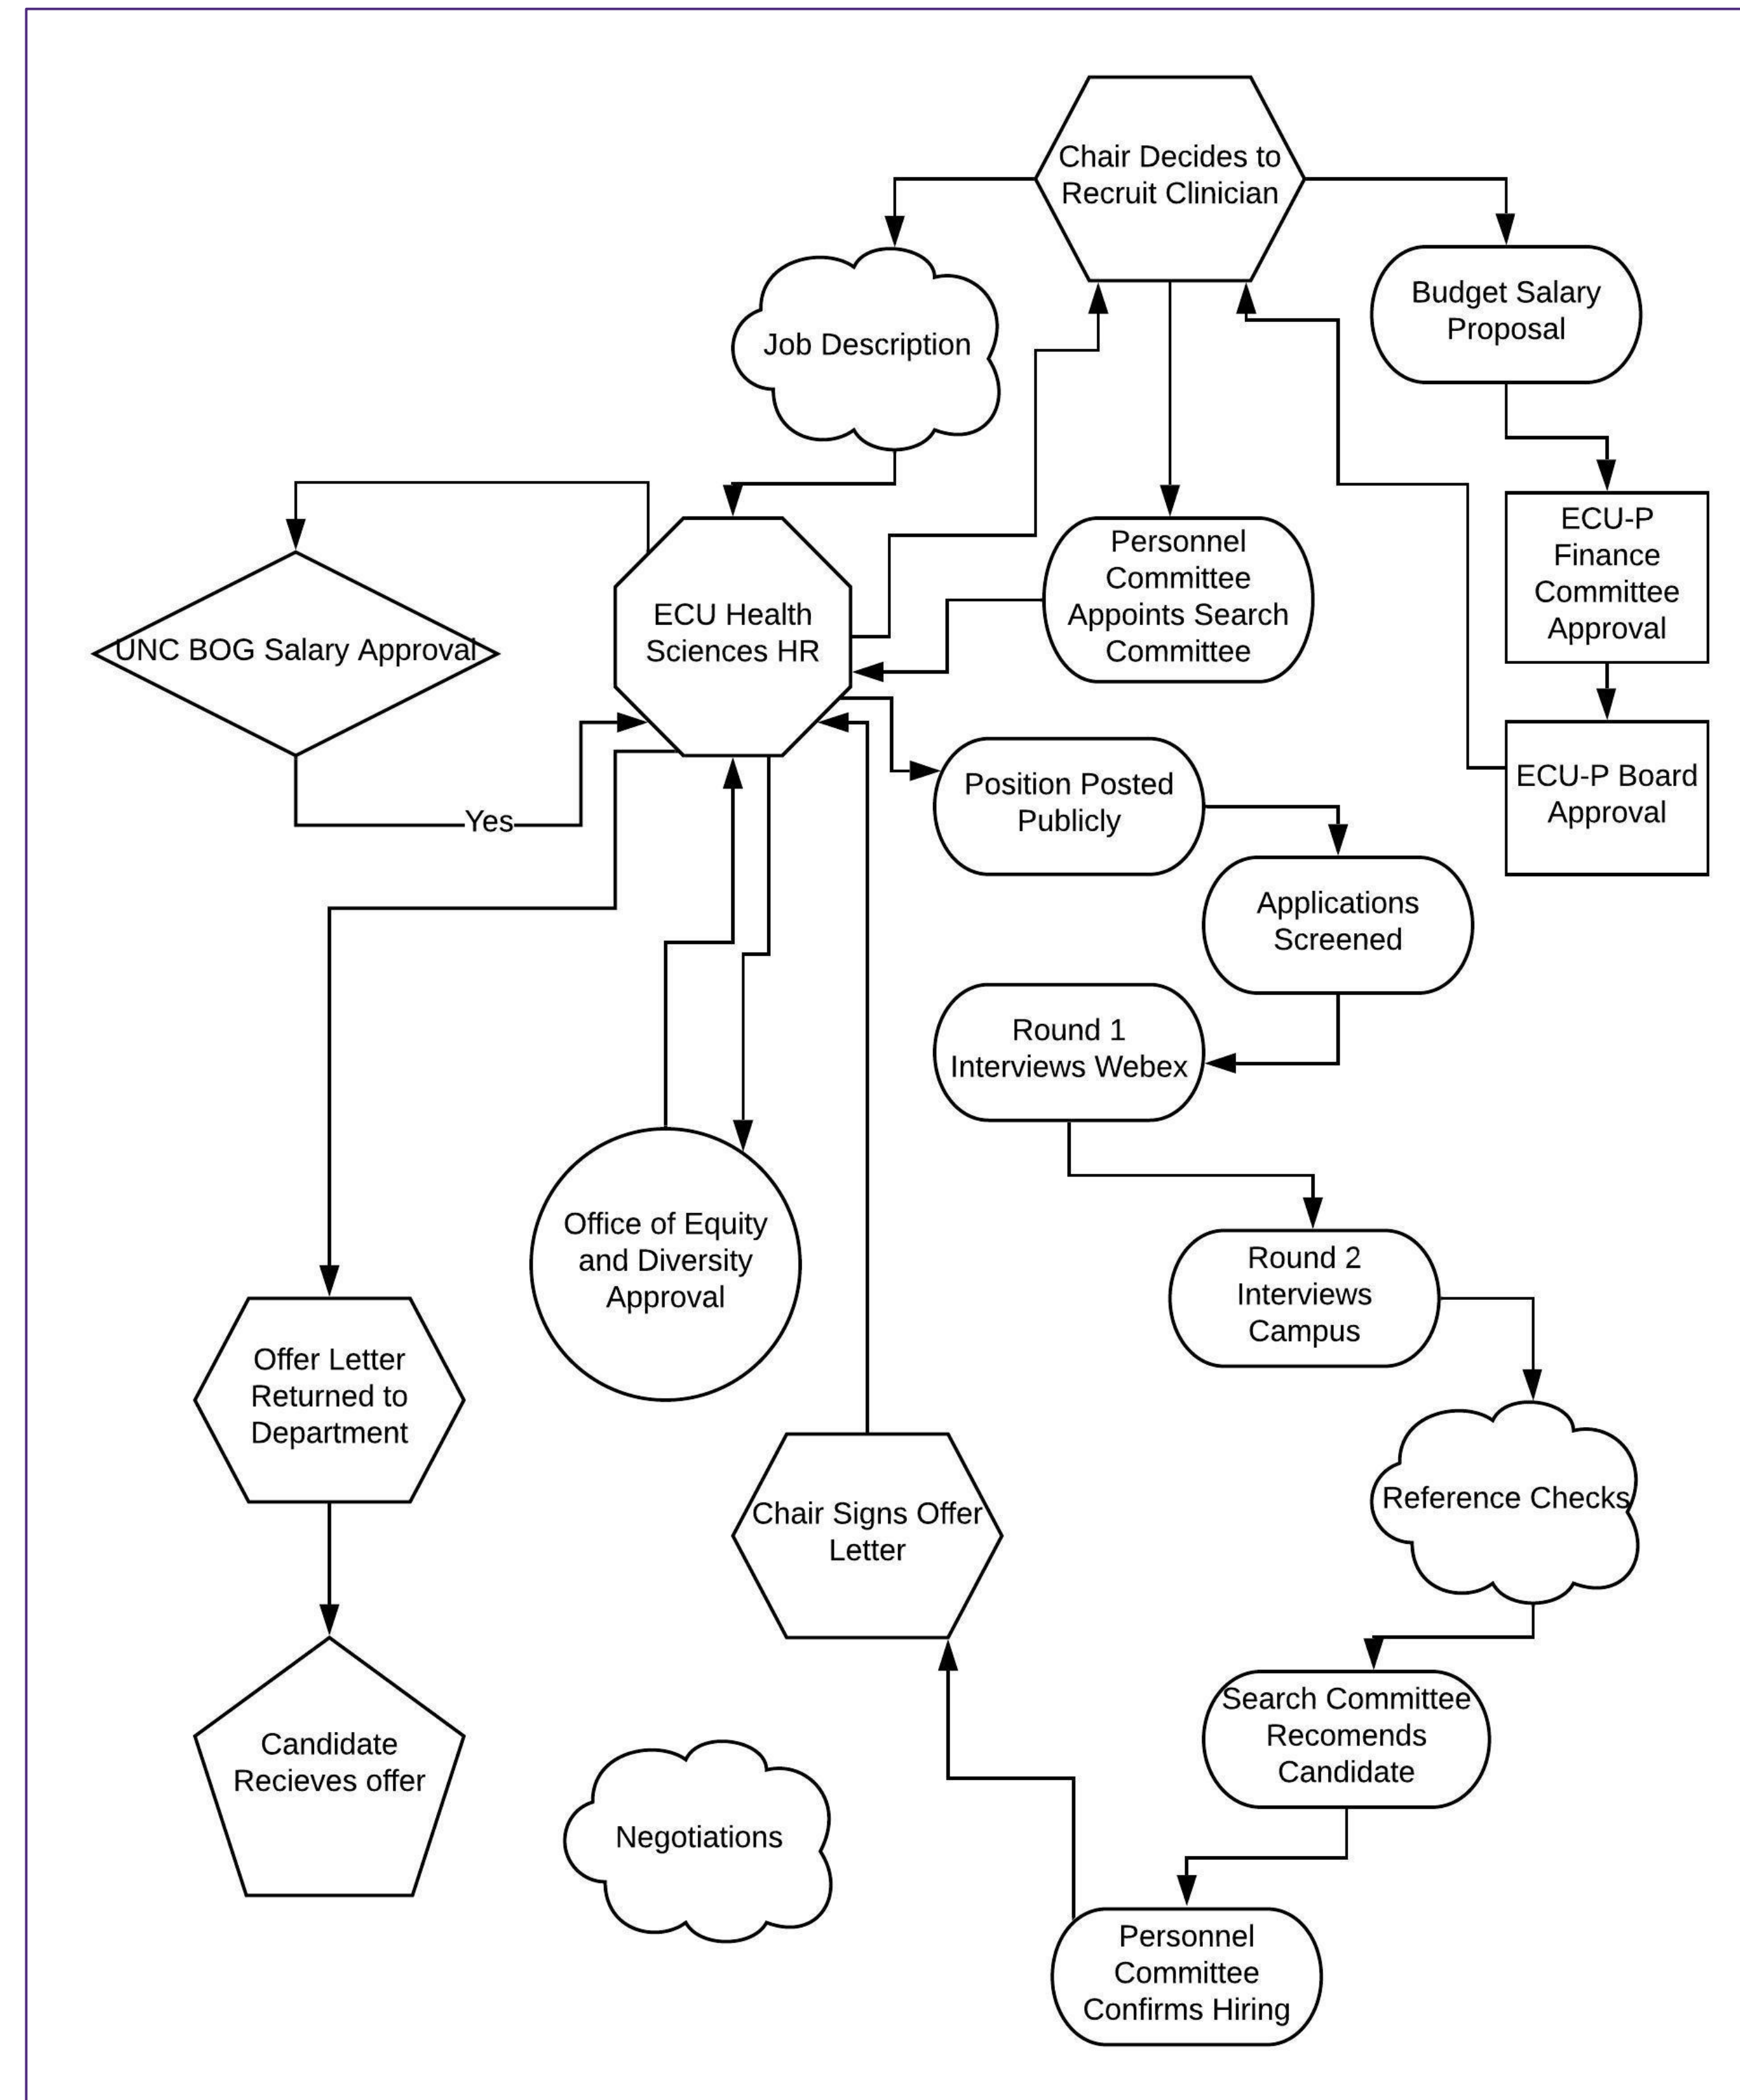 Chair Decides to
Recruit Clinician
Budget Salary
Proposal
Job Description
ECU-P
Finance
Committee
Approval
Personnel
Committee
Appoints Search
Committee
ECU Health
Sciences HR
UNC BOG Salary Approval
ECU-P Board
Approval
Position Posted
Publicly
Yes
Applications
Screened
Round 1
Interviews Webex
Office of Equity
and Diversity
Approval
Round 2
Interviews
Campus
Offer Letter
Returned to
Department
Reference Checks
Chair Signs Offer
Letter
Search Committee
Recomends
Candidate
Candidate
Recieves offer
Negotiations
Personnel
Committee
Confirms Hiring